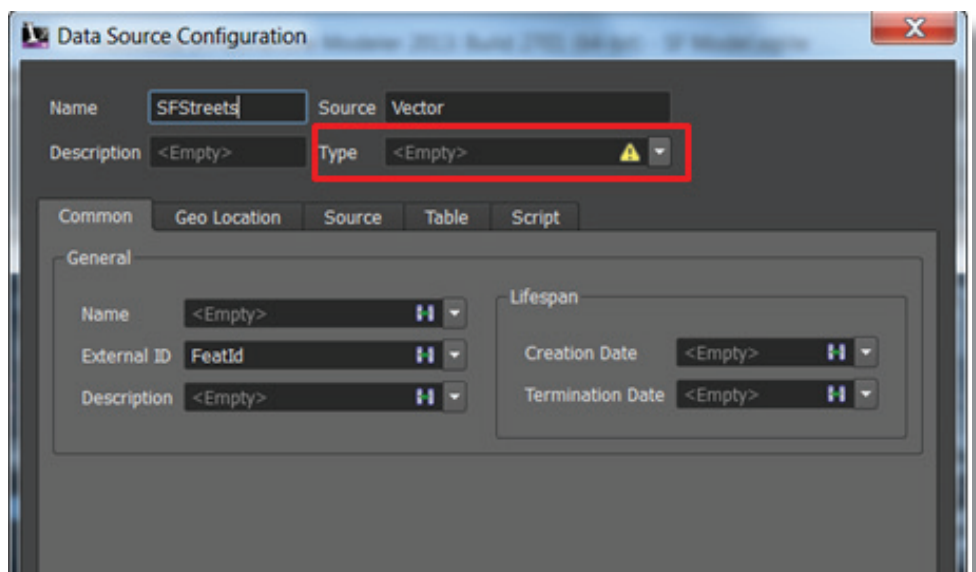 Data Source Configuration
Name SFStreets Source Vector
Description <Empty> Type <Empty>
Common Geo Location Source Table Script
General
Name <Empty>
External ID FeatId
Description <Empty>
Lifespan
Creation Date <Empty>
Termination Date <Empty>